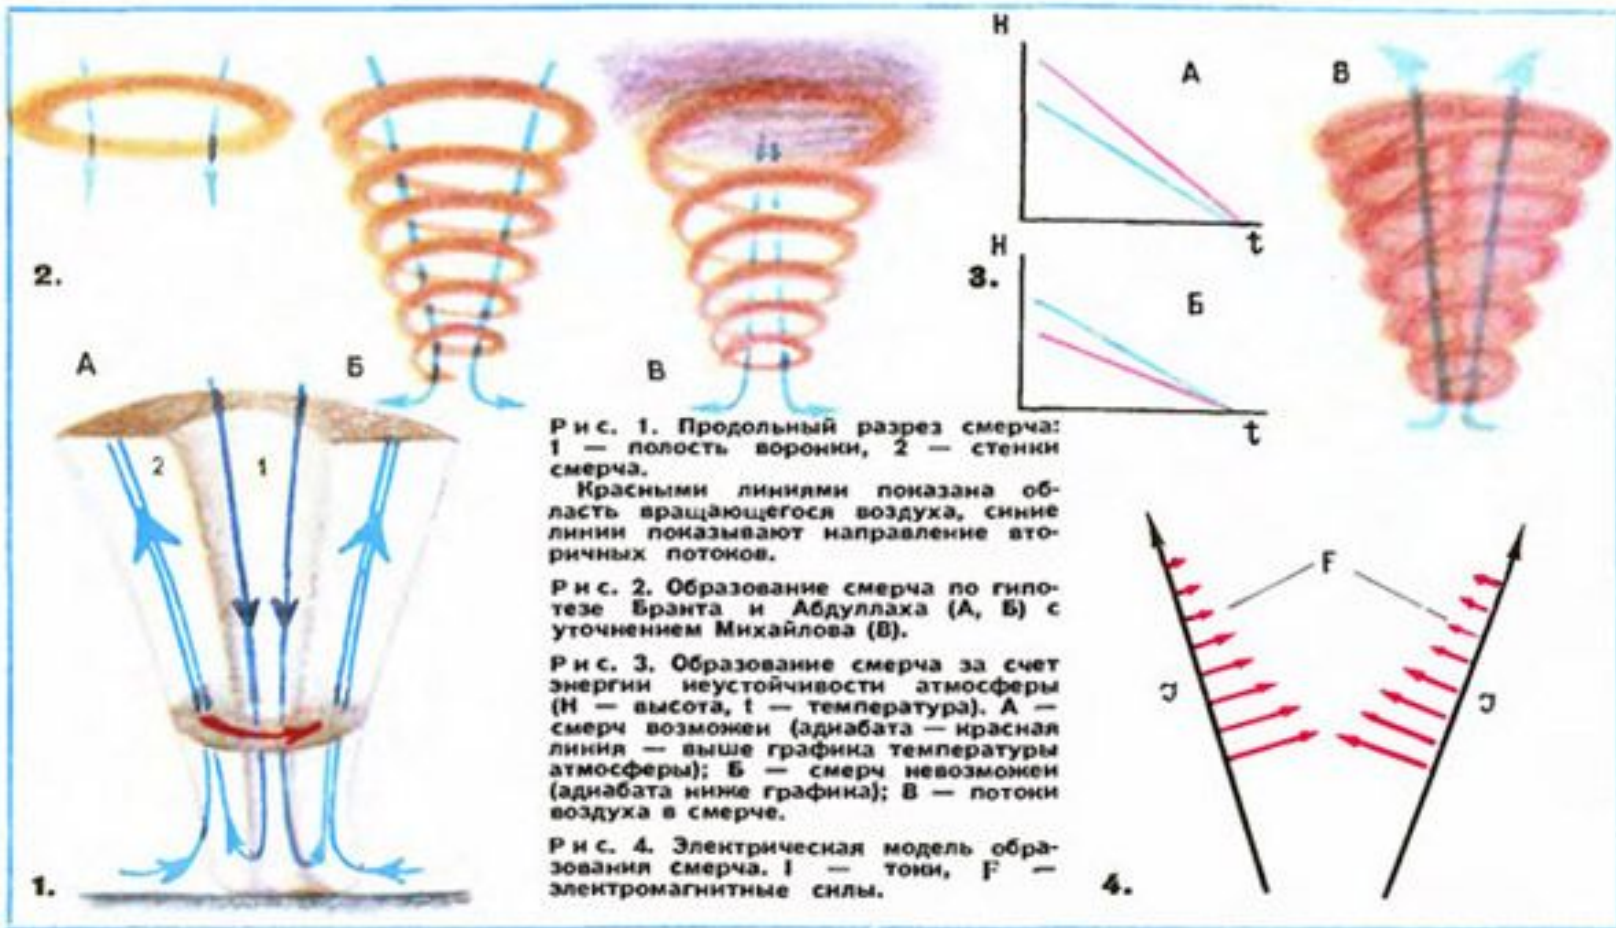 2.
А
Б
В
H
А
t
H
Б
t
3.
В
2
1
1.
Рис. 1. Продольный разрез смерча:
1 — полость воронки, 2 — стенки
смерча.
Красными линиями показана об-
ласть вращающегося воздуха, синие
линии показывают направление вто-
ричных потоков.
Рис. 2. Образование смерча по гипо-
тезе Бранта и Абдуллаха (А, Б) с
уточнением Михайлова (В).
Рис. 3. Образование смерча за счет
энергии неустойчивости атмосферы
(H — высота, t — температура). А —
смерч возможен (адиабата — красная
линия — выше графика температуры
атмосферы); Б — смерч невозможен
(адиабата ниже графика); В — потоки
воздуха в смерче.
Рис. 4. Электрическая модель обра-
зования смерча. I — токи, F —
электромагнитные силы.
F
J
J
4.